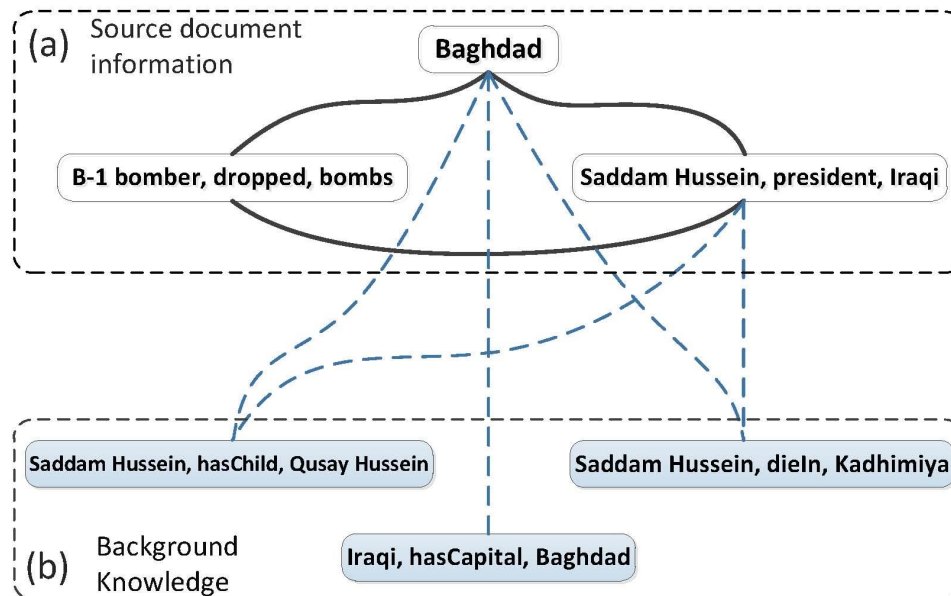 (a) Source document
information
Baghdad
B-1 bomber, dropped, bombs
Saddam Hussein, president, Iraqi
Saddam Hussein, hasChild, Qusay Hussein
Saddam Hussein, dieIn, Kadhimiya
Iraqi, hasCapital, Baghdad
(b) Background
Knowledge